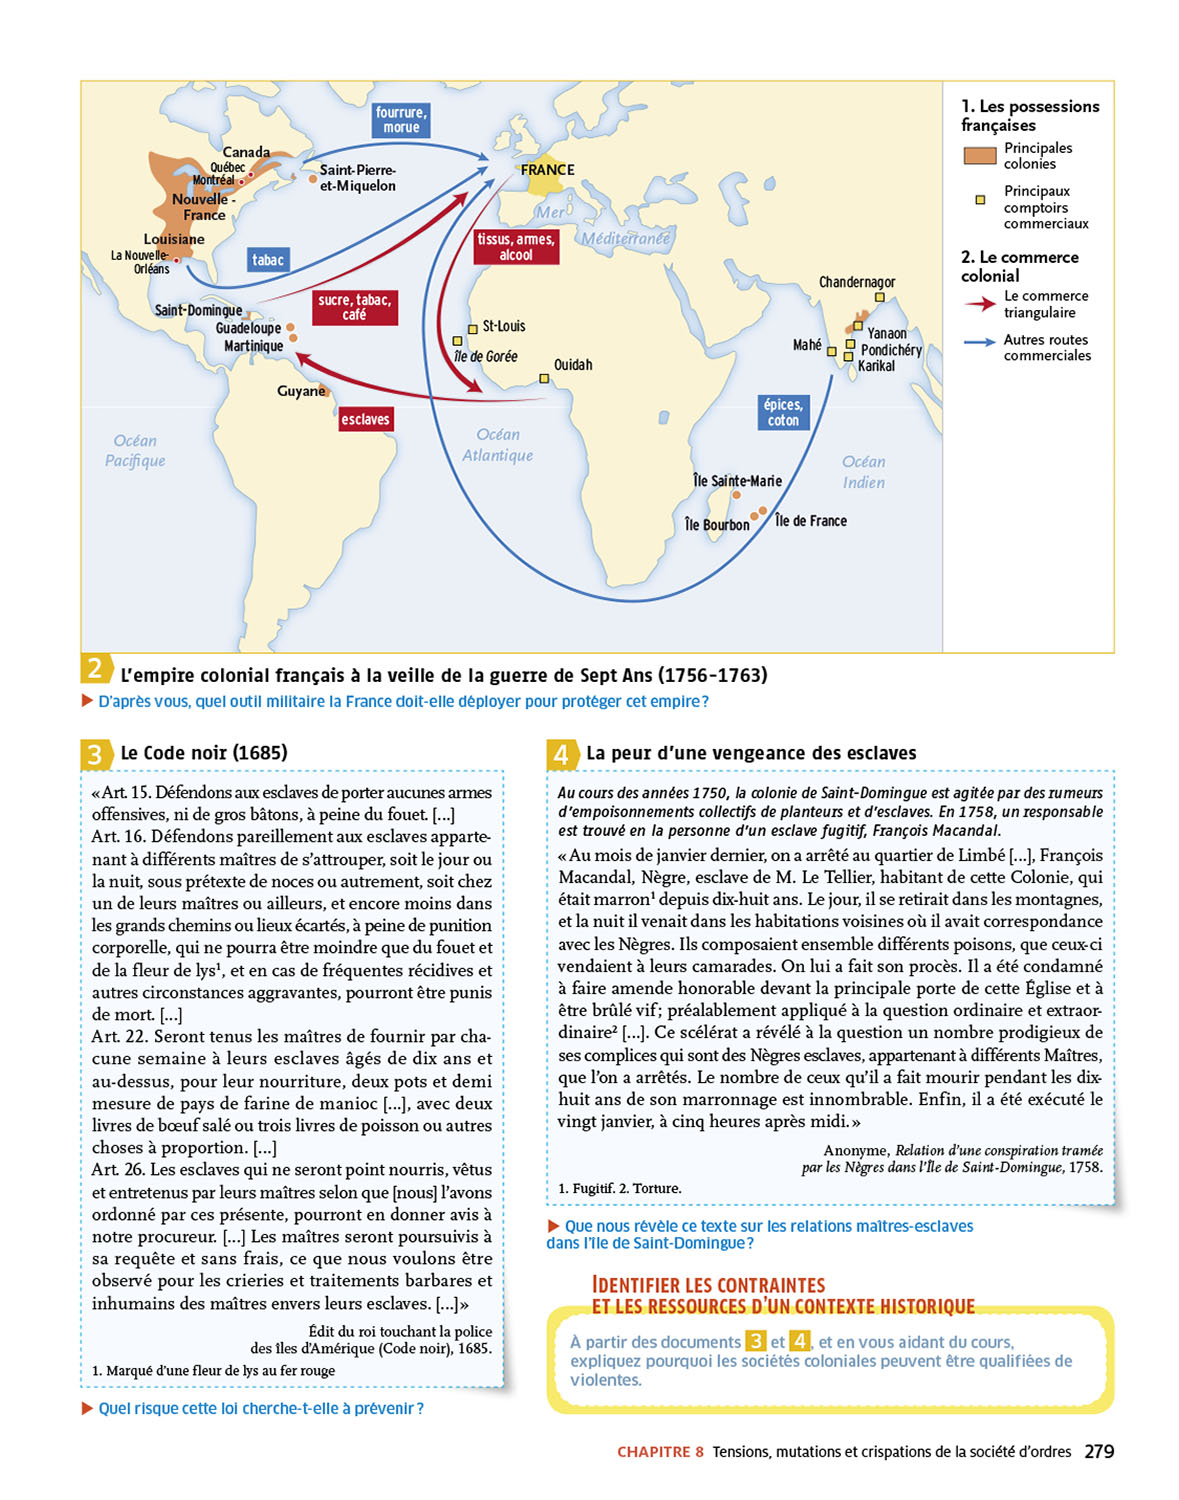 fourrure,
morue
Canada
Québec
Montréal
Saint-Pierre-
et-Miquelon
FRANCE
Nouvelle -
France
Louisiane
La Nouvelle-
Orléans
tabac
Mer
Méditerranée
tissus, armes,
alcool
sucre, tabac,
café
Saint-Domingue
Guadeloupe
Martinique
St-Louis
île de Gorée
Ouidah
Guyane
esclaves
Chandernagor
Yanaon
Mahé
Pondichéry
Karikal
épices,
coton
Océan
Pacifique
Océan
Atlantique
Océan
Indien
Île Sainte-Marie
Île Bourbon
Île de France
1. Les possessions
françaises
Principales
colonies
Principaux
comptoirs
commerciaux
2. Le commerce
colonial
Le commerce
triangulaire
Autres routes
commerciales
2 L'empire colonial français à la veille de la guerre de Sept Ans (1756-1763)
▶ D'après vous, quel outil militaire la France doit-elle déployer pour protéger cet empire ?
3 Le Code noir (1685)
« Art. 15. Défendons aux esclaves de porter aucunes armes
offensives, ni de gros bâtons, à peine du fouet. [...]
Art. 16. Défendons pareillement aux esclaves apparte-
nant à différents maîtres de s'attrouper, soit le jour ou
la nuit, sous prétexte de noces ou autrement, soit chez
un de leurs maîtres ou ailleurs, et encore moins dans
les grands chemins ou lieux écartés, à peine de punition
corporelle, qui ne pourra être moindre que du fouet et
de la fleur de lys¹, et en cas de fréquentes récidives et
autres circonstances aggravantes, pourront être punis
de mort. [...]
Art. 22. Seront tenus les maîtres de fournir par cha-
cune semaine à leurs esclaves âgés de dix ans et
au-dessus, pour leur nourriture, deux pots et demi
mesure de pays de farine de manioc [...], avec deux
livres de bœuf salé ou trois livres de poisson ou autres
choses à proportion. [...]
Art. 26. Les esclaves qui ne seront point nourris, vêtus
et entretenus par leurs maîtres selon que [nous] l'avons
ordonné par ces présente, pourront en donner avis à
notre procureur. [...] Les maîtres seront poursuivis à
sa requête et sans frais, ce que nous voulons être
observé pour les crieries et traitements barbares et
inhumains des maîtres envers leurs esclaves. [...] »
Édit du roi touchant la police
des îles d'Amérique (Code noir), 1685.
1. Marqué d'une fleur de lys au fer rouge
▶ Quel risque cette loi cherche-t-elle à prévenir ?
4 La peur d'une vengeance des esclaves
Au cours des années 1750, la colonie de Saint-Domingue est agitée par des rumeurs
d'empoisonnements collectifs de planteurs et d'esclaves. En 1758, un responsable
est trouvé en la personne d'un esclave fugitif, François Macandal.
« Au mois de janvier dernier, on a arrêté au quartier de Limbé [...], François
Macandal, Nègre, esclave de M. Le Tellier, habitant de cette Colonie, qui
était marron¹ depuis dix-huit ans. Le jour, il se retirait dans les montagnes,
et la nuit il venait dans les habitations voisines où il avait correspondance
avec les Nègres. Ils composaient ensemble différents poisons, que ceux-ci
vendaient à leurs camarades. On lui a fait son procès. Il a été condamné
à faire amende honorable devant la principale porte de cette Église et à
être brûlé vif ; préalablement appliqué à la question ordinaire et extraor-
dinaire² [...]. Ce scélérat a révélé à la question un nombre prodigieux de
ses complices qui sont des Nègres esclaves, appartenant à différents Maîtres,
que l'on a arrêtés. Le nombre de ceux qu'il a fait mourir pendant les dix-
huit ans de son marronnage est innombrable. Enfin, il a été exécuté le
vingt janvier, à cinq heures après midi. »
Anonyme, Relation d'une conspiration tramée
par les Nègres dans l'Île de Saint-Domingue, 1758.
1. Fugitif. 2. Torture.
▶ Que nous révèle ce texte sur les relations maîtres-esclaves
dans l'île de Saint-Domingue ?
IDENTIFIER LES CONTRAINTES
ET LES RESSOURCES D'UN CONTEXTE HISTORIQUE
À partir des documents 3 et 4, et en vous aidant du cours,
expliquez pourquoi les sociétés coloniales peuvent être qualifiées de
violentes.
CHAPITRE 8 Tensions, mutations et crispations de la société d'ordres 279